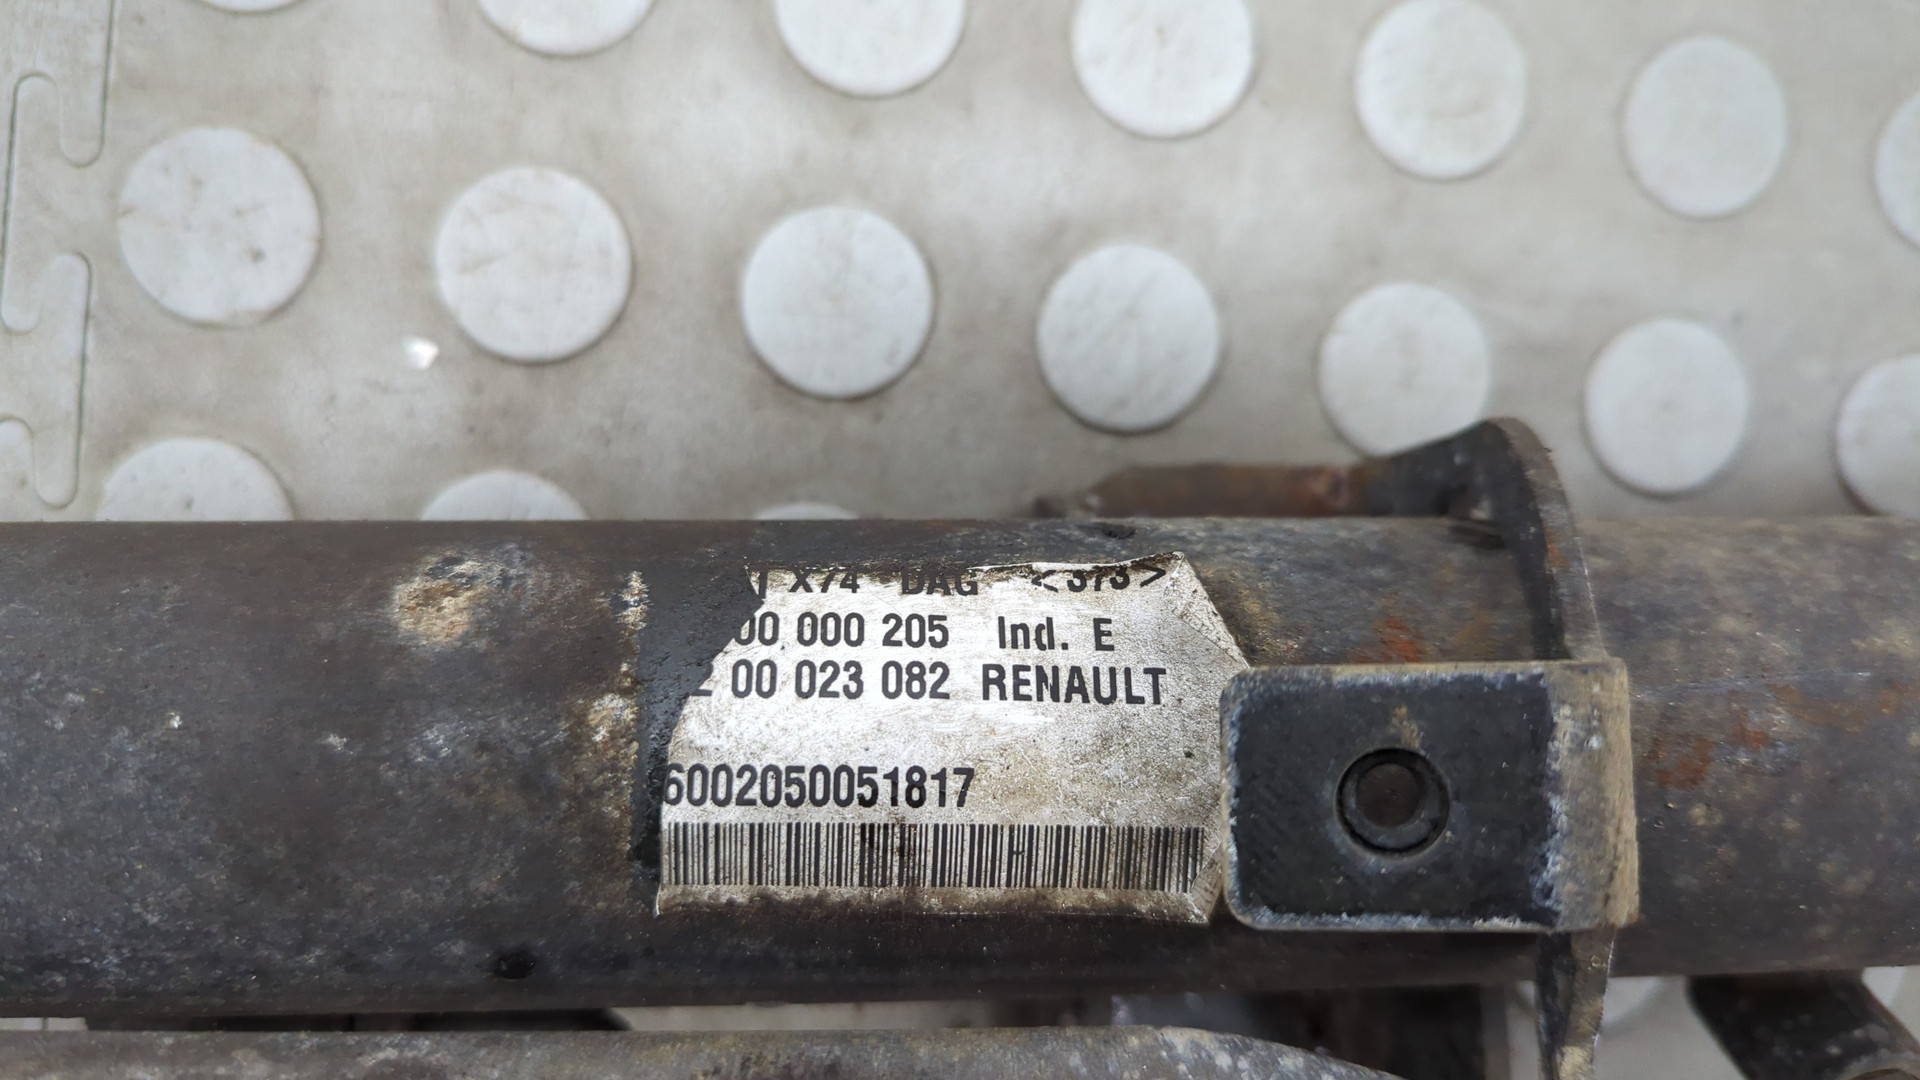 X74 DAG <373>
00 000 205 Ind. E
2 00 023 082 RENAULT
6002050051817